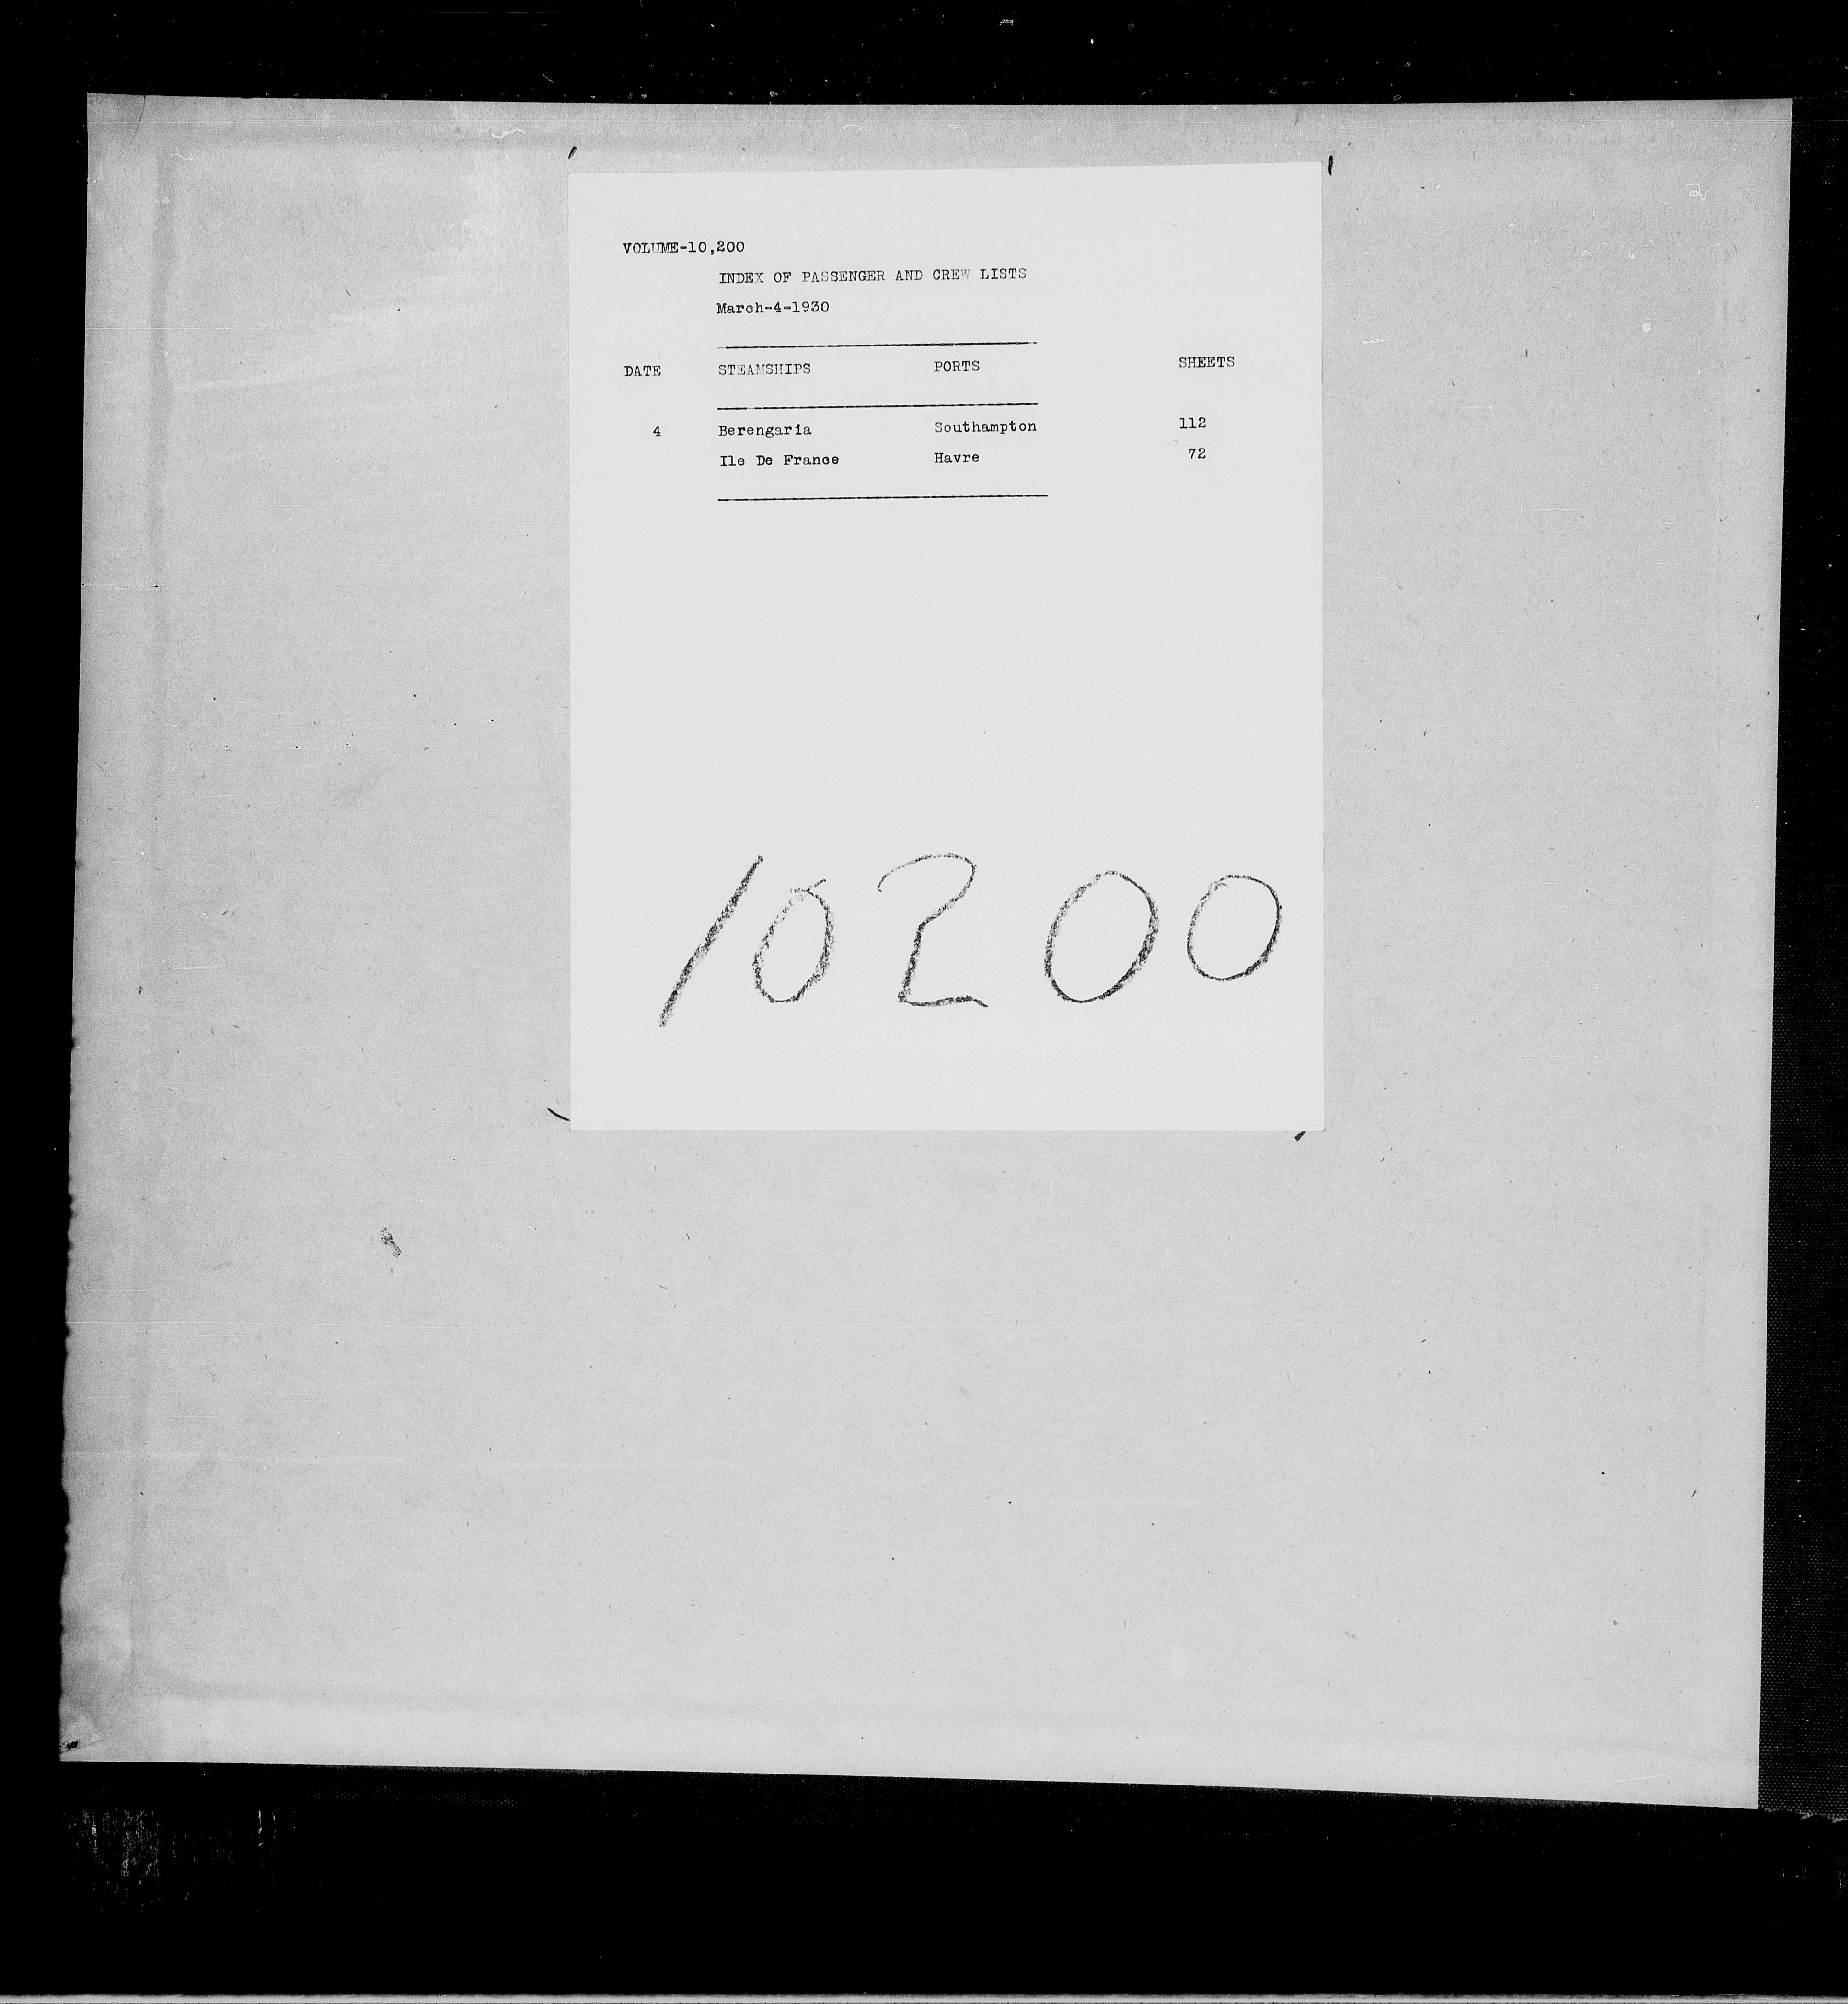 VOLUME-10,200
INDEX OF PASSENGER AND CREW LISTS
March-4-1930
DATE STEAMSHIPS PORTS SHEETS
4 Berengaria Southampton 112
Ile De France Havre 72
10200